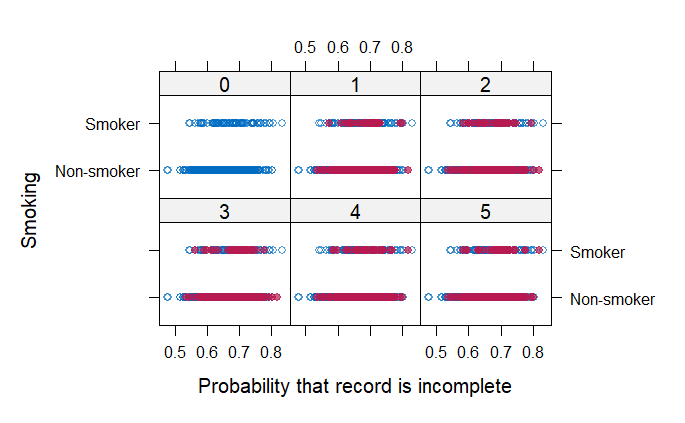 0.5 0.6 0.7 0.8
0 1 2
Smoker
Non-smoker
Smoking
3 4 5
Smoker
Non-smoker
0.5 0.6 0.7 0.8 0.5 0.6 0.7 0.8
Probability that record is incomplete